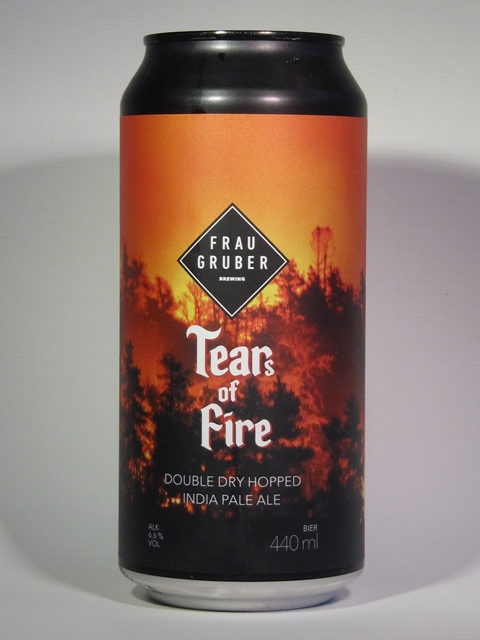 FRAU
GRUBER
BREWING
Tears
of
Fire
DOUBLE DRY HOPPED
INDIA PALE ALE
ALK
6,6 %
VOL
BIER
440 ml